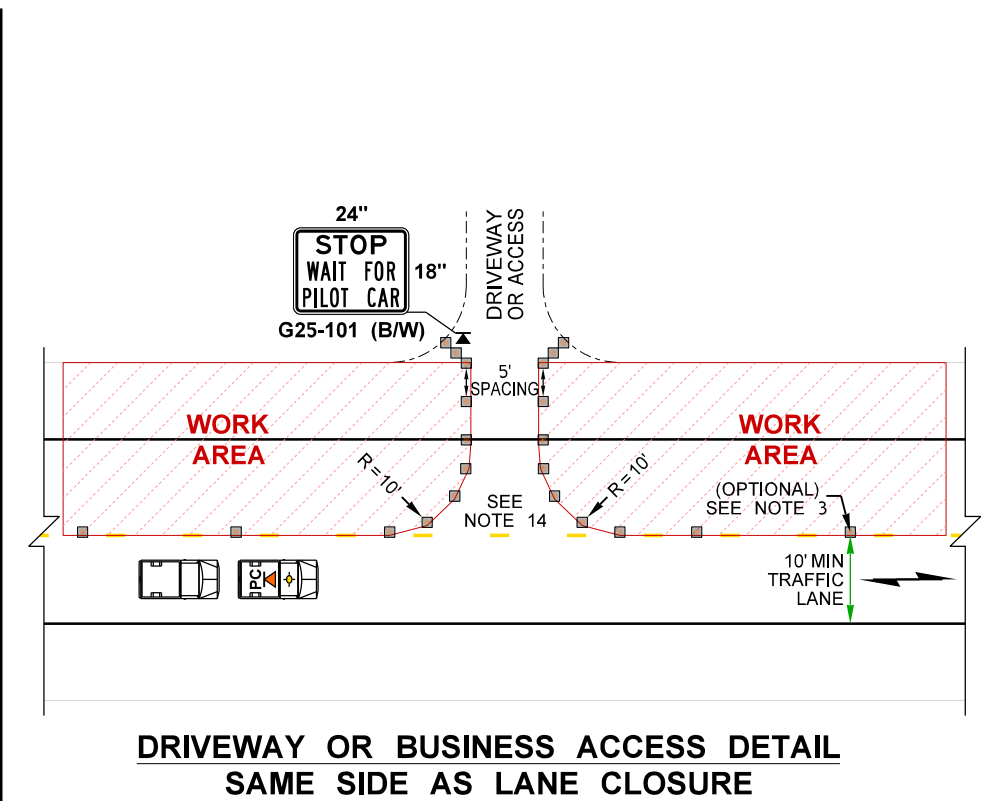 24"
STOP
WAIT FOR
PILOT CAR
18"
G25-101 (B/W)
DRIVEWAY
OR ACCESS
5'
SPACING
WORK
AREA
WORK
AREA
R=10'
R=10'
SEE
NOTE 14
(OPTIONAL)
SEE NOTE 3
10' MIN
TRAFFIC
LANE
PC
DRIVEWAY OR BUSINESS ACCESS DETAIL
SAME SIDE AS LANE CLOSURE